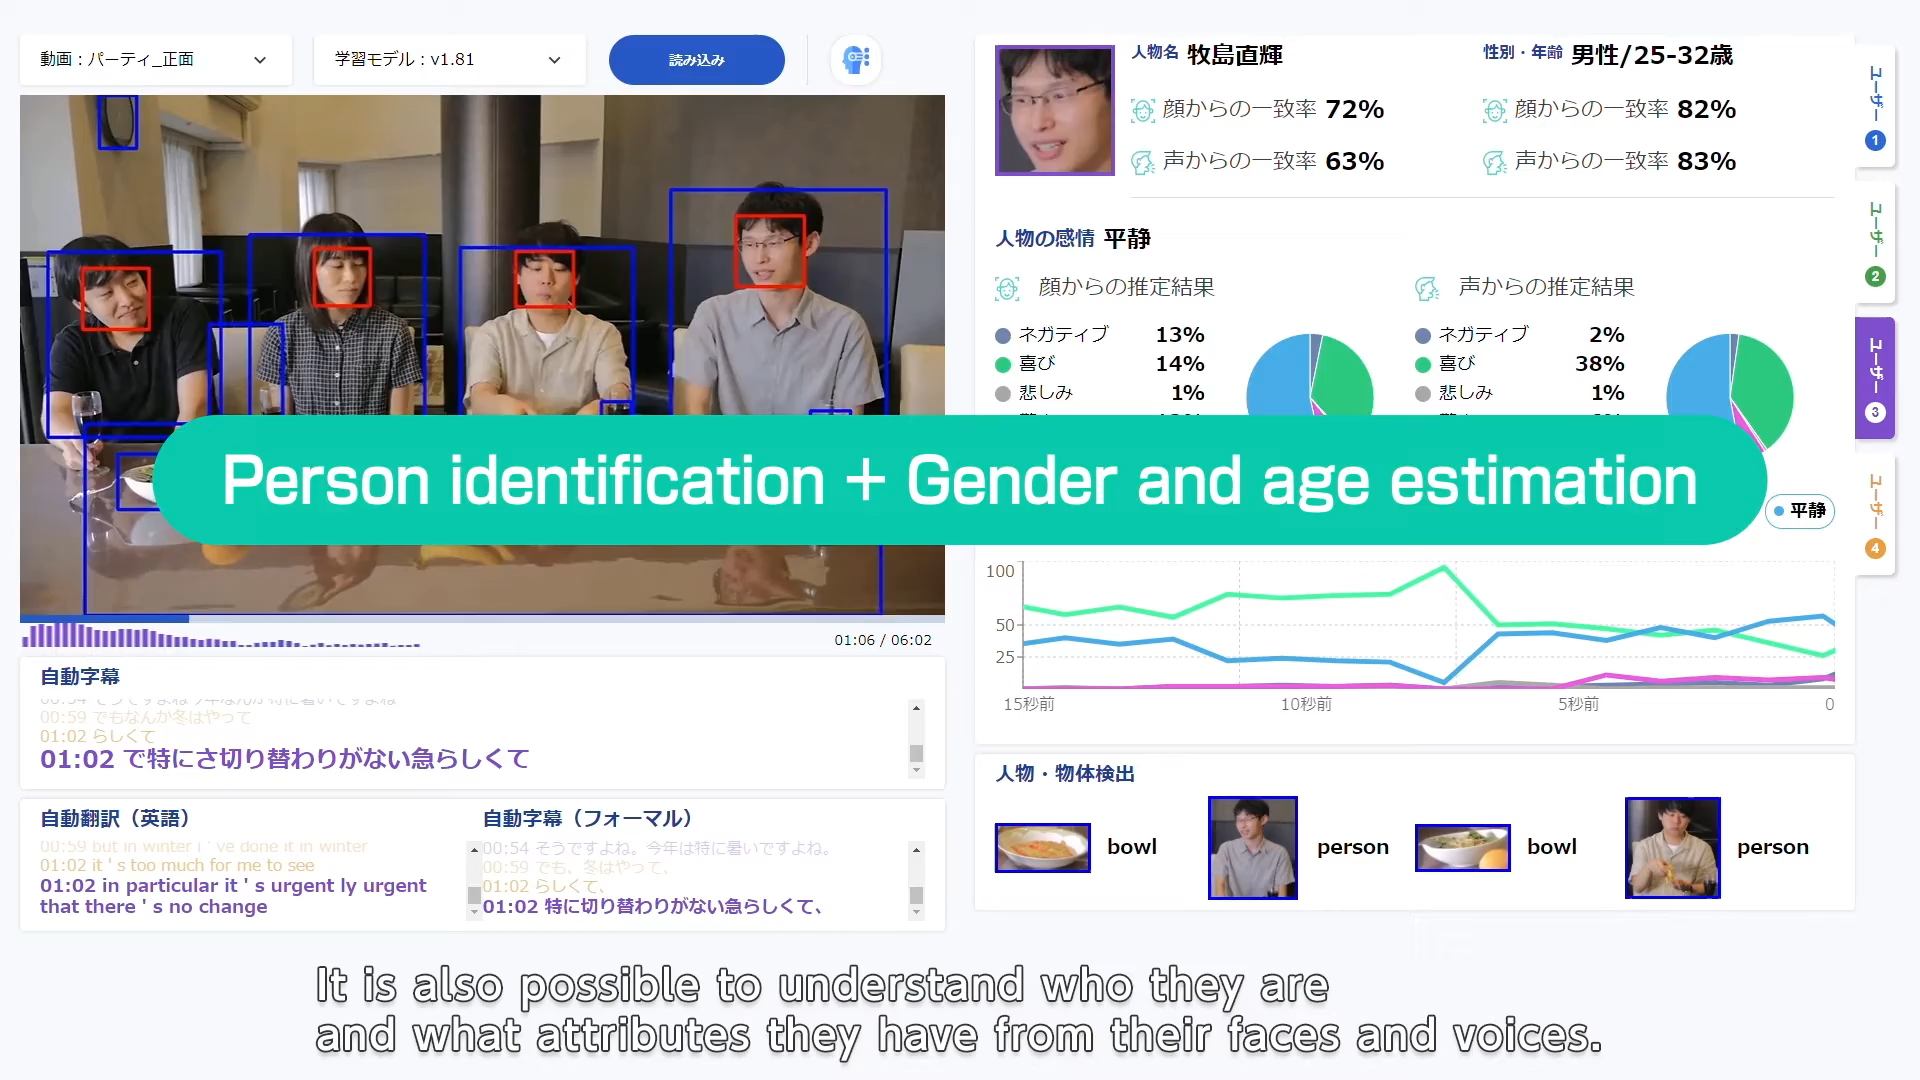 動画：パーティ_正面
学習モデル：v1.81
読み込み
人物名 牧島直輝
性別・年齢 男性/25-32歳
顔からの一致率 72%
顔からの一致率 82%
声からの一致率 63%
声からの一致率 83%
ユーザー 1
ユーザー 2
ユーザー 3
ユーザー 4
人物の感情 平静
顔からの推定結果
声からの推定結果
ネガティブ 13%
喜び 14%
悲しみ 1%
ネガティブ 2%
喜び 38%
悲しみ 1%
Person identification + Gender and age estimation
平静
100
50
25
15秒前
10秒前
5秒前
0
01:06 / 06:02
自動字幕
00:59 でもなんか冬はやって
01:02 らしくて
01:02 で特にさ切り替わりがない急らしくて
自動翻訳（英語）
00:59 but in winter i ' ve done it in winter
01:02 it ' s too much for me to see
01:02 in particular it ' s urgent ly urgent
that there ' s no change
自動字幕（フォーマル）
00:54 そうですよね。今年は特に暑いですよね。
00:59 でも、冬はやって、
01:02 らしくて、
01:02 特に切り替わりがない急らしくて、
人物・物体検出
bowl
person
bowl
person
It is also possible to understand who they are
and what attributes they have from their faces and voices.